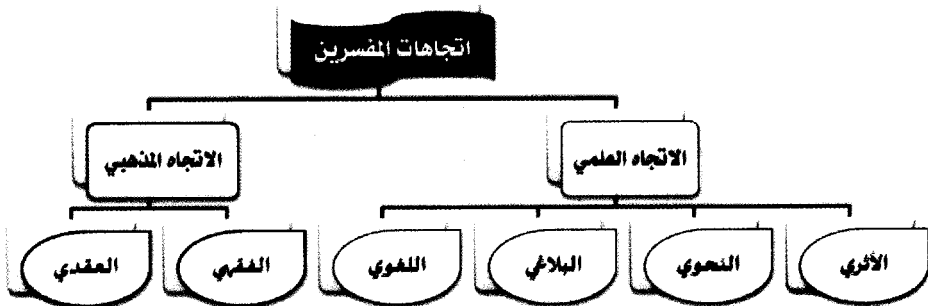 اتجاهات المفسرين
الاتجاه العلمي
الاتجاه المذهبي
الأثري
النحوي
البلاغي
اللغوي
الفقهي
العقدي